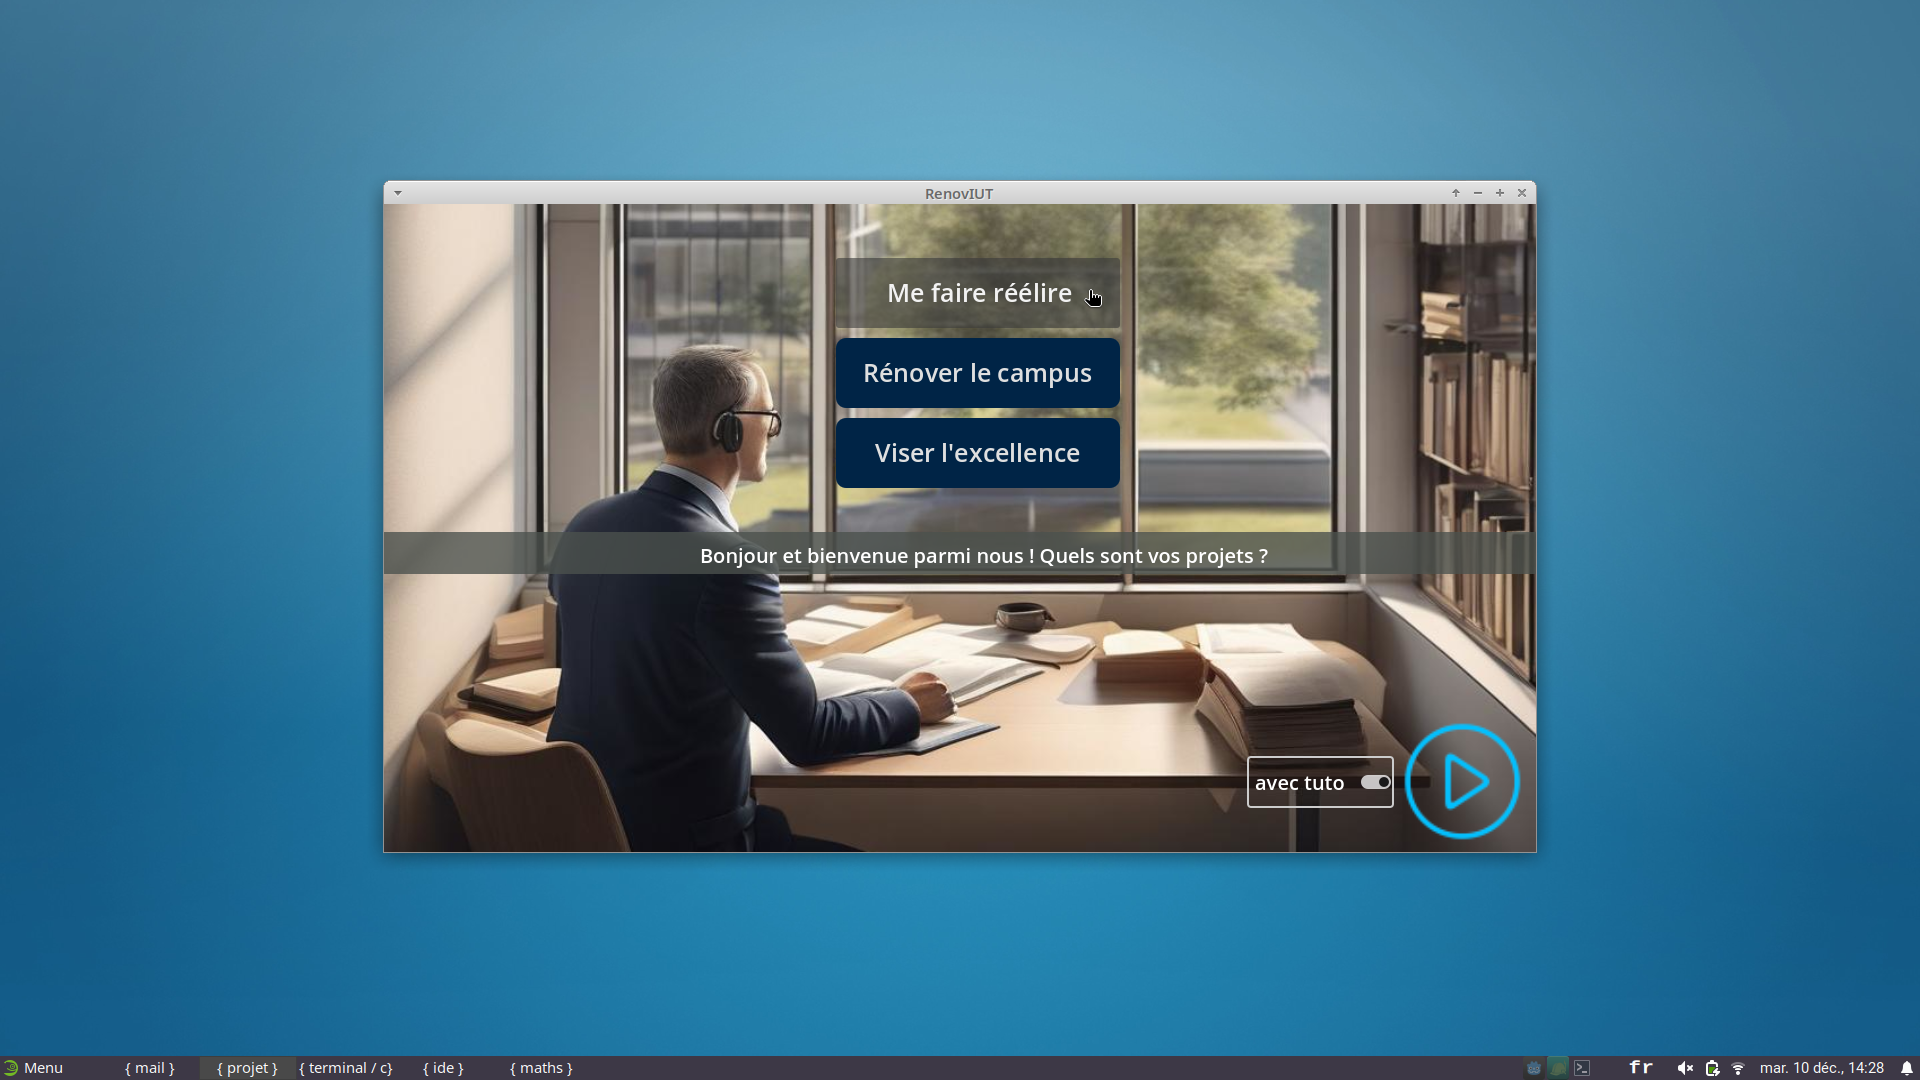 RenovIUT
Me faire réélire
Rénover le campus
Viser l'excellence
Bonjour et bienvenue parmi nous ! Quels sont vos projets ?
avec tuto
Menu
{ mail }
{ projet }
{ terminal / c}
{ ide }
{ maths }
fr
mar. 10 déc., 14:28